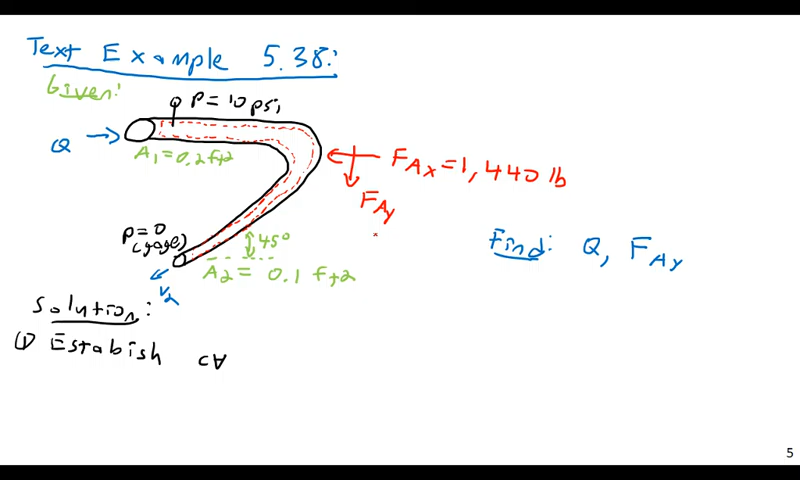 Text Example 5.38:
Given:
P = 10 psi
Q
A1 = 0.2 ft2
FAx = 1,440 lb
FAy
P = 0
(gage)
45°
A2 = 0.1 ft2
V2
Find: Q, FAy
Solution:
(1) Estabish CV
5